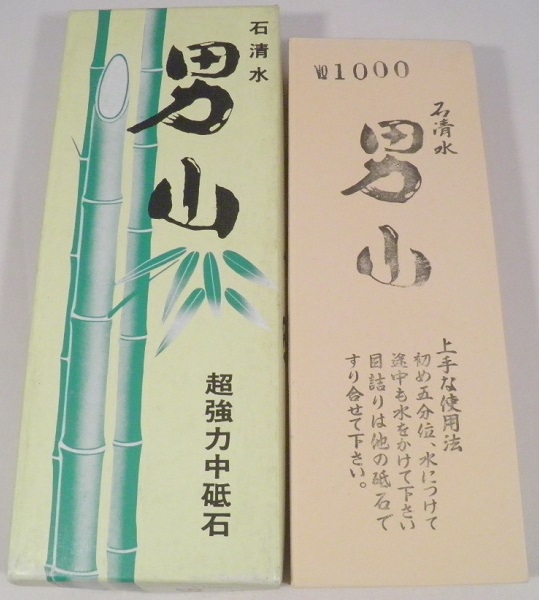 石清水
男山
超強力中砥石
№1000
石清水
男山
上手な使用法
初め五分位、水につけて
途中も水をかけて下さい
目詰りは他の砥石で
すり合せて下さい。